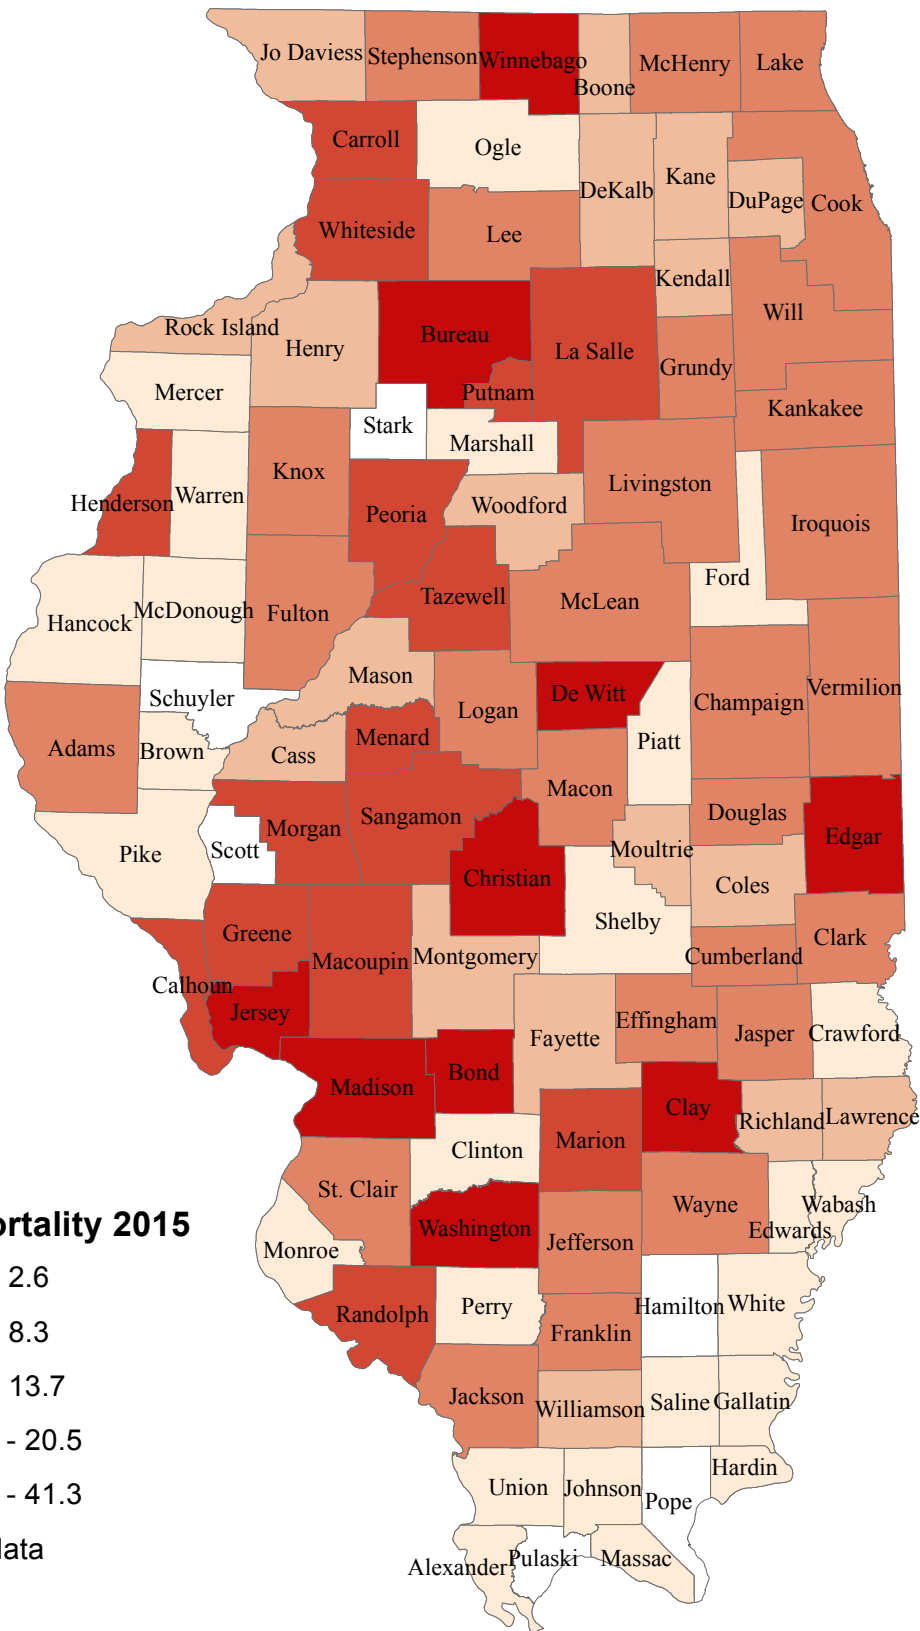 Jo Daviess
Stephenson
Winnebago
Boone
McHenry
Lake
Carroll
Ogle
DeKalb
Kane
DuPage
Cook
Whiteside
Lee
Kendall
Will
Rock Island
Henry
Bureau
La Salle
Grundy
Mercer
Putnam
Kankakee
Stark
Marshall
Knox
Livingston
Henderson
Warren
Peoria
Woodford
Iroquois
Ford
Hancock
McDonough
Fulton
Tazewell
McLean
Mason
Schuyler
Logan
De Witt
Champaign
Vermilion
Adams
Brown
Cass
Menard
Piatt
Macon
Pike
Scott
Morgan
Sangamon
Douglas
Edgar
Christian
Moultrie
Coles
Shelby
Greene
Macoupin
Montgomery
Cumberland
Clark
Calhoun
Jersey
Fayette
Effingham
Jasper
Crawford
Madison
Bond
Clay
Richland
Lawrence
Clinton
Marion
St. Clair
Wayne
Wabash
Edwards
Washington
Jefferson
Monroe
ortality 2015
2.6
8.3
13.7
- 20.5
- 41.3
data
Randolph
Perry
Hamilton
White
Franklin
Jackson
Williamson
Saline
Gallatin
Union
Johnson
Pope
Hardin
Alexander
Pulaski
Massac